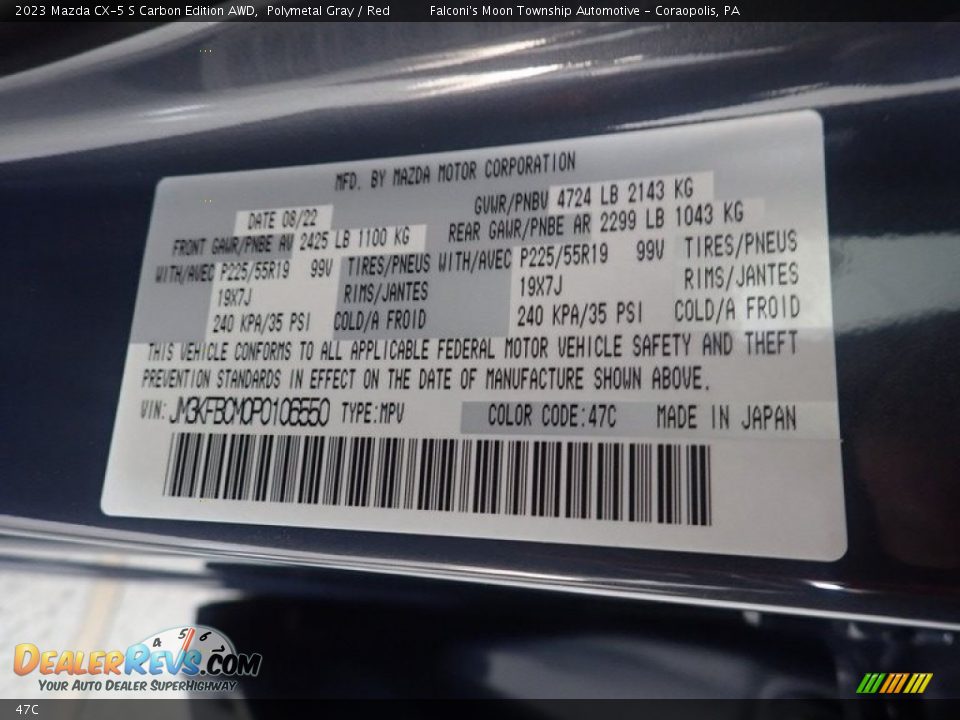 2023 Mazda CX-5 S Carbon Edition AWD, Polymetal Gray / Red Falconi's Moon Township Automotive - Coraopolis, PA
MFD. BY MAZDA MOTOR CORPORATION
DATE 08/22 GVWR/PNBV 4724 LB 2143 KG
FRONT GAWR/PNBE AV 2425 LB 1100 KG REAR GAWR/PNBE AR 2299 LB 1043 KG
WITH/AVEC P225/55R19 99V TIRES/PNEUS WITH/AVEC P225/55R19 99V TIRES/PNEUS
19X7J RIMS/JANTES 19X7J RIMS/JANTES
240 KPA/35 PSI COLD/A FROID 240 KPA/35 PSI COLD/A FROID
THIS VEHICLE CONFORMS TO ALL APPLICABLE FEDERAL MOTOR VEHICLE SAFETY AND THEFT
PREVENTION STANDARDS IN EFFECT ON THE DATE OF MANUFACTURE SHOWN ABOVE.
VIN: JM3KFBCM0P0106550 TYPE:MPV COLOR CODE:47C MADE IN JAPAN
4 5 6
DealerRevs.com
Your Auto Dealer SuperHighway
47C